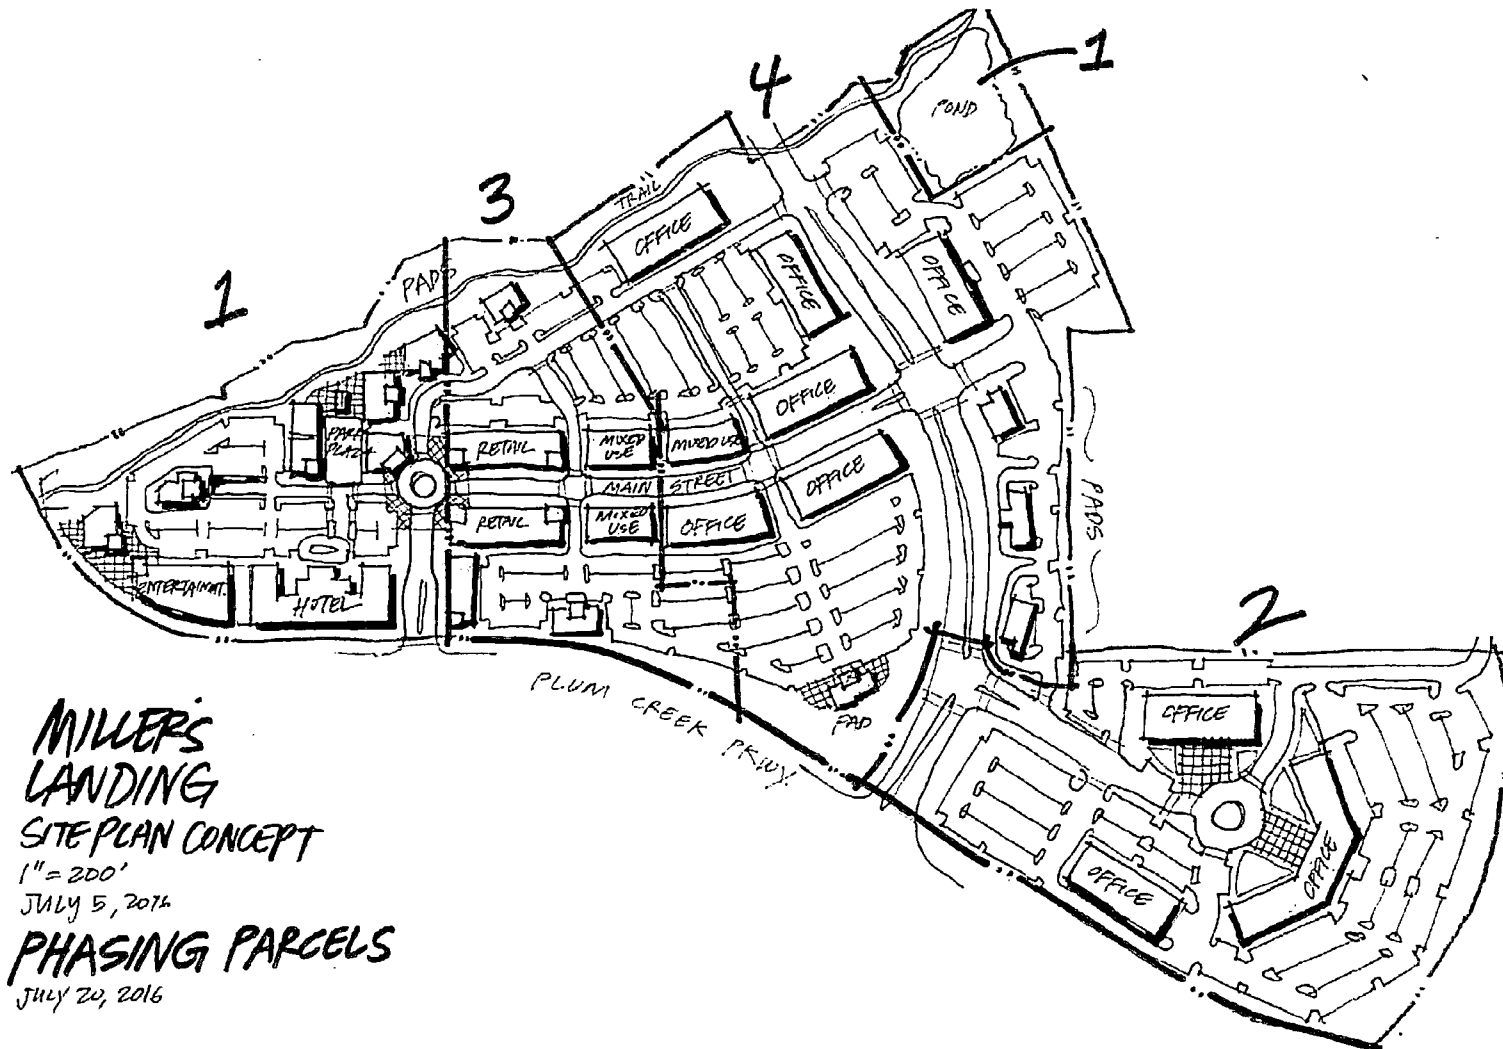 1
4
POND
3
TRAIL
OFFICE
1
PADS
OFFICE
OFFICE
OFFICE
PARK
PLAZA
RETAIL
MIXED
USE
MIXED USE
OFFICE
MAIN STREET
RETAIL
MIXED
USE
OFFICE
PADS
ENTERTAINMT.
HOTEL
2
PLUM CREEK PKWY
PAD
OFFICE
OFFICE
OFFICE
MILLER'S
LANDING
SITE PLAN CONCEPT
1" = 200'
JULY 5, 2016
PHASING PARCELS
JULY 20, 2016